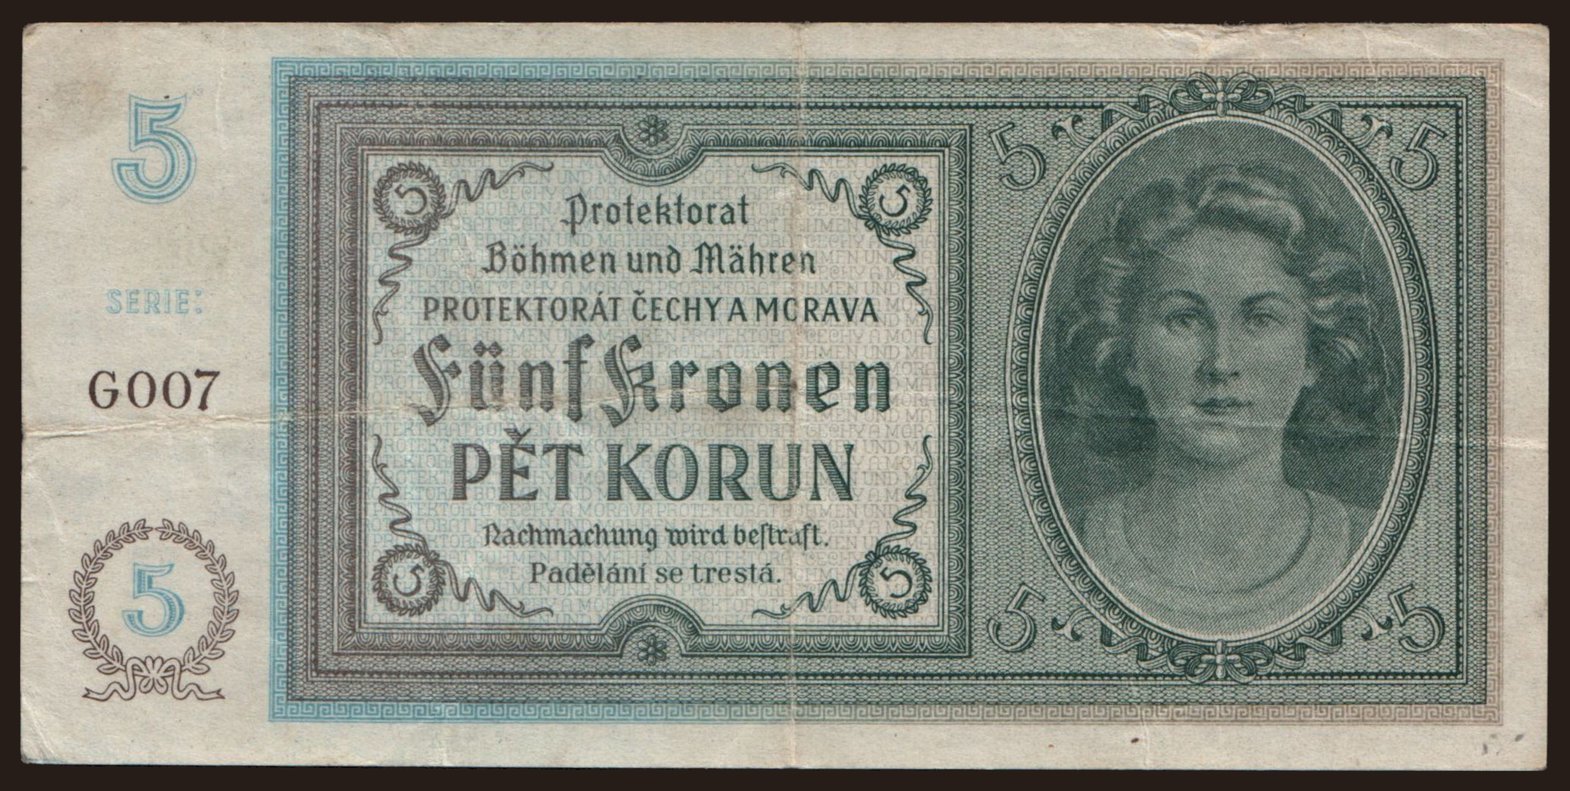 5
SERIE:
G007
5
5
5
Protektorat
Böhmen und Mähren
PROTEKTORÁT ČECHY A MORAVA
Fünf Kronen
PĚT KORUN
Nachmachung wird bestraft.
Padělání se trestá.
5
5
5
5
5
5